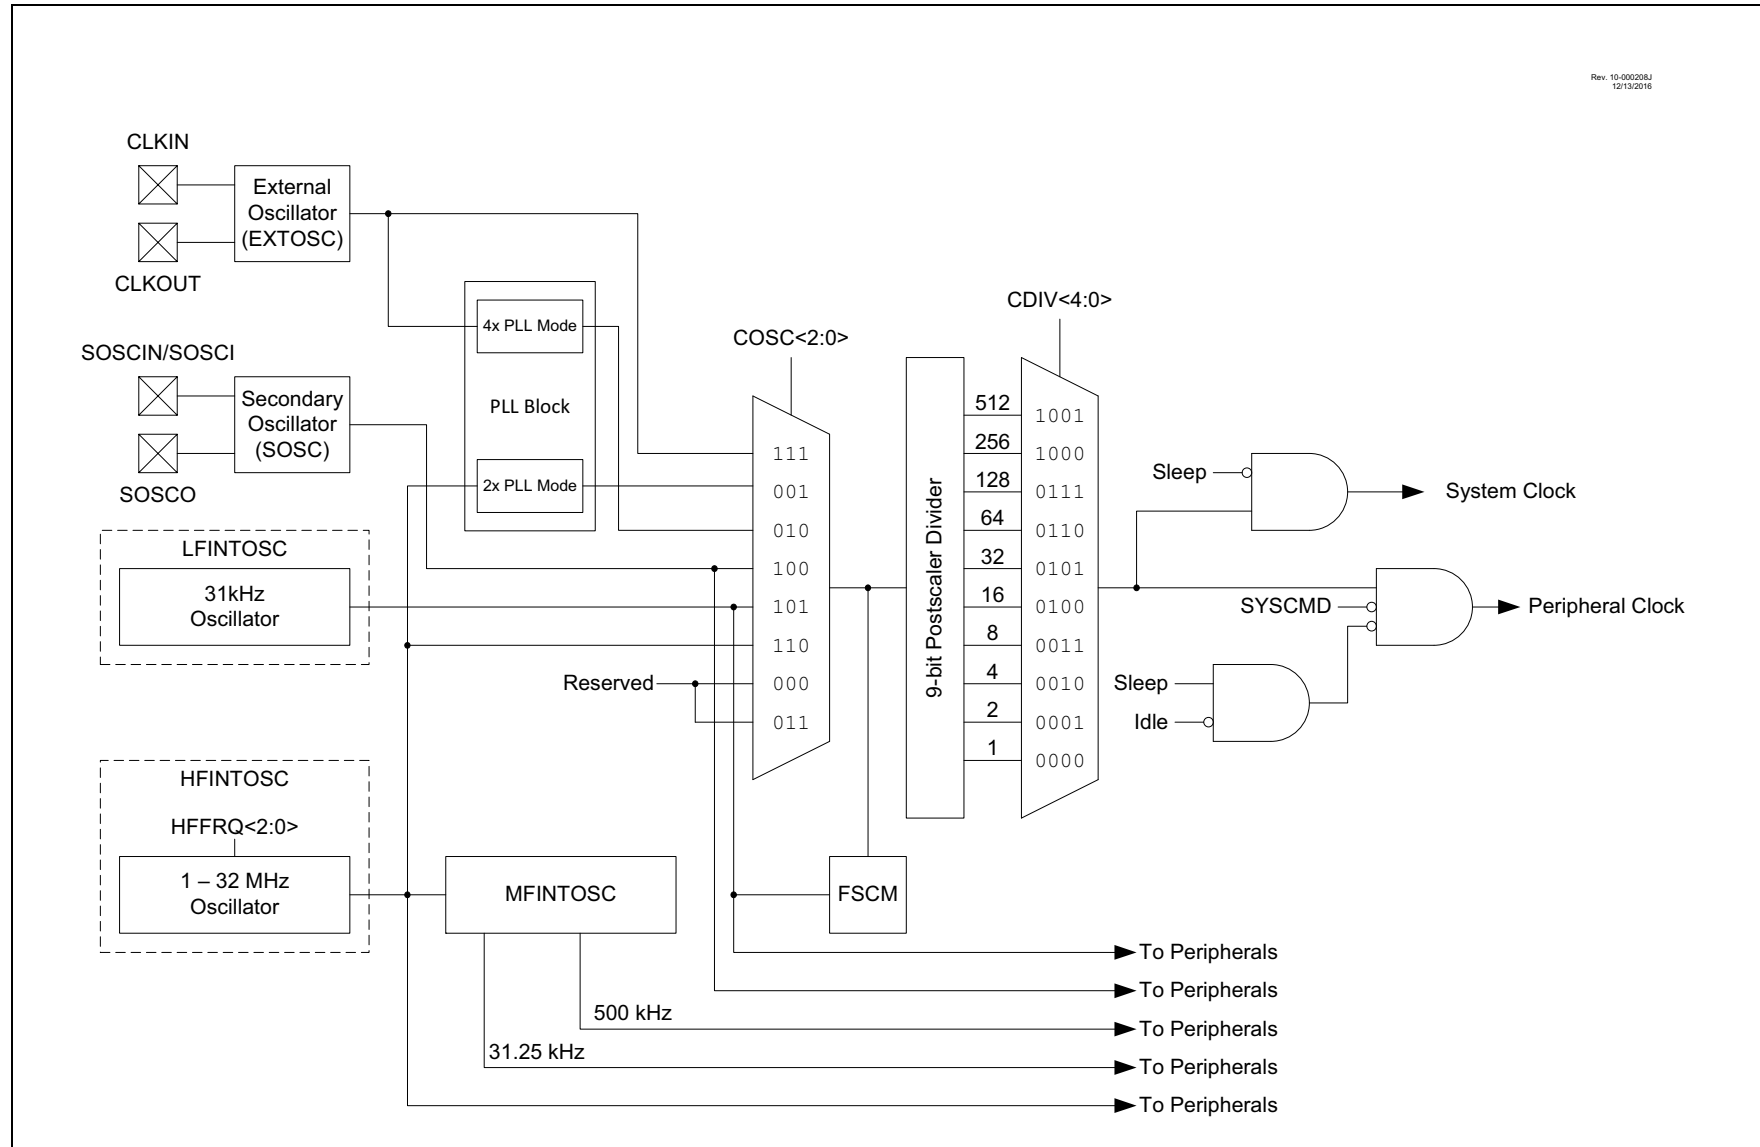 Rev. 10-000208J
12/13/2016
CLKIN
External
Oscillator
(EXTOSC)
CLKOUT
CDIV<4:0>
4x PLL Mode
COSC<2:0>
SOSCIN/SOSCI
Secondary
Oscillator
(SOSC)
SOSCO
PLL Block
2x PLL Mode
111
001
010
100
101
110
000
011
Reserved
9-bit Postscaler Divider
512
256
128
64
32
16
8
4
2
1
1001
1000
0111
0110
0101
0100
0011
0010
0001
0000
Sleep
System Clock
SYSCMD
Peripheral Clock
Sleep
Idle
LFINTOSC
31kHz
Oscillator
HFINTOSC
HFFRQ<2:0>
1 – 32 MHz
Oscillator
MFINTOSC
FSCM
To Peripherals
To Peripherals
500 kHz
To Peripherals
31.25 kHz
To Peripherals
To Peripherals